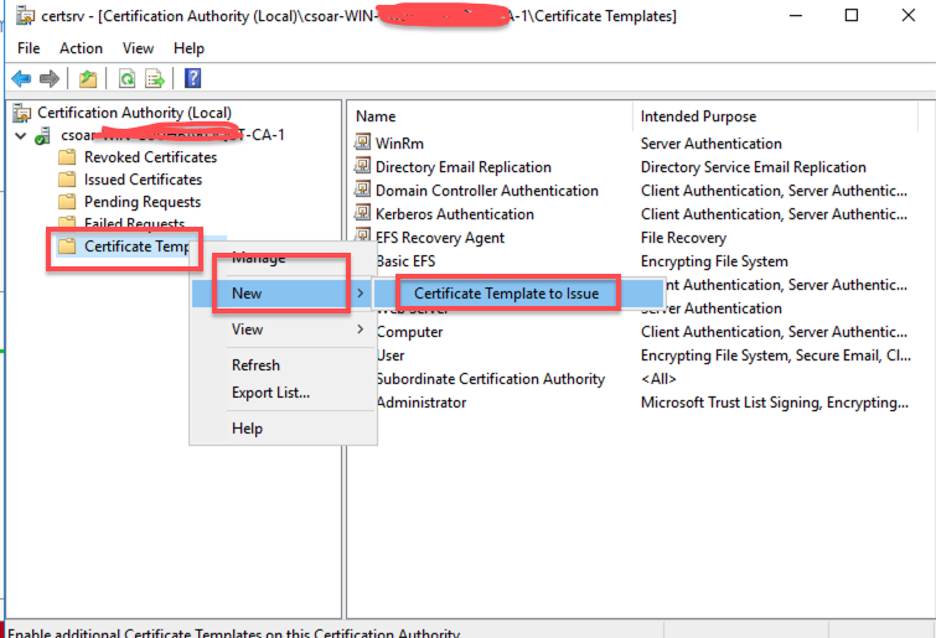 certsrv - [Certification Authority (Local)\csoar-WIN- A-1\Certificate Templates]
File Action View Help
Certification Authority (Local)
csoar- T-CA-1
Revoked Certificates
Issued Certificates
Pending Requests
Failed Requests
Certificate Temp
Manage
New
Certificate Template to Issue
View
Refresh
Export List...
Help
Name Intended Purpose
WinRm Server Authentication
Directory Email Replication Directory Service Email Replication
Domain Controller Authentication Client Authentication, Server Authentic...
Kerberos Authentication Client Authentication, Server Authentic...
EFS Recovery Agent File Recovery
Basic EFS Encrypting File System
nt Authentication, Server Authentic...
Web Server Server Authentication
Computer Client Authentication, Server Authentic...
User Encrypting File System, Secure Email, Cl...
Subordinate Certification Authority <All>
Administrator Microsoft Trust List Signing, Encrypting...
Enable additional Certificate Templates on this Certification Authority